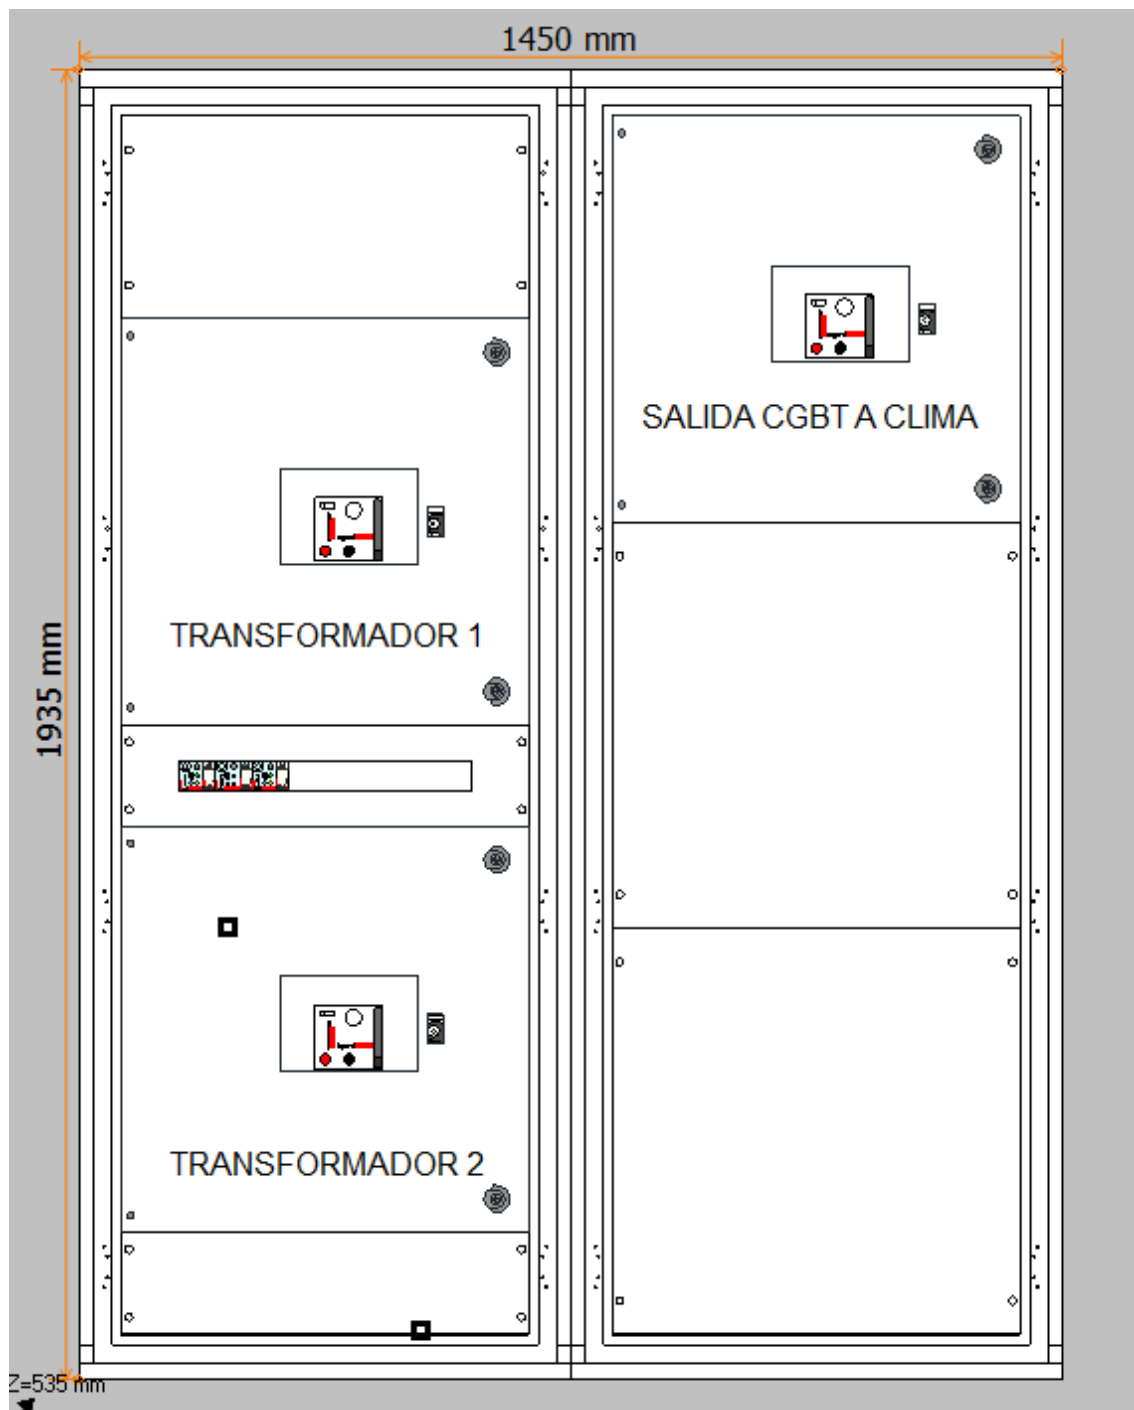 1450 mm
SALIDA CGBT A CLIMA
TRANSFORMADOR 1
1935 mm
TRANSFORMADOR 2
Z=535 mm